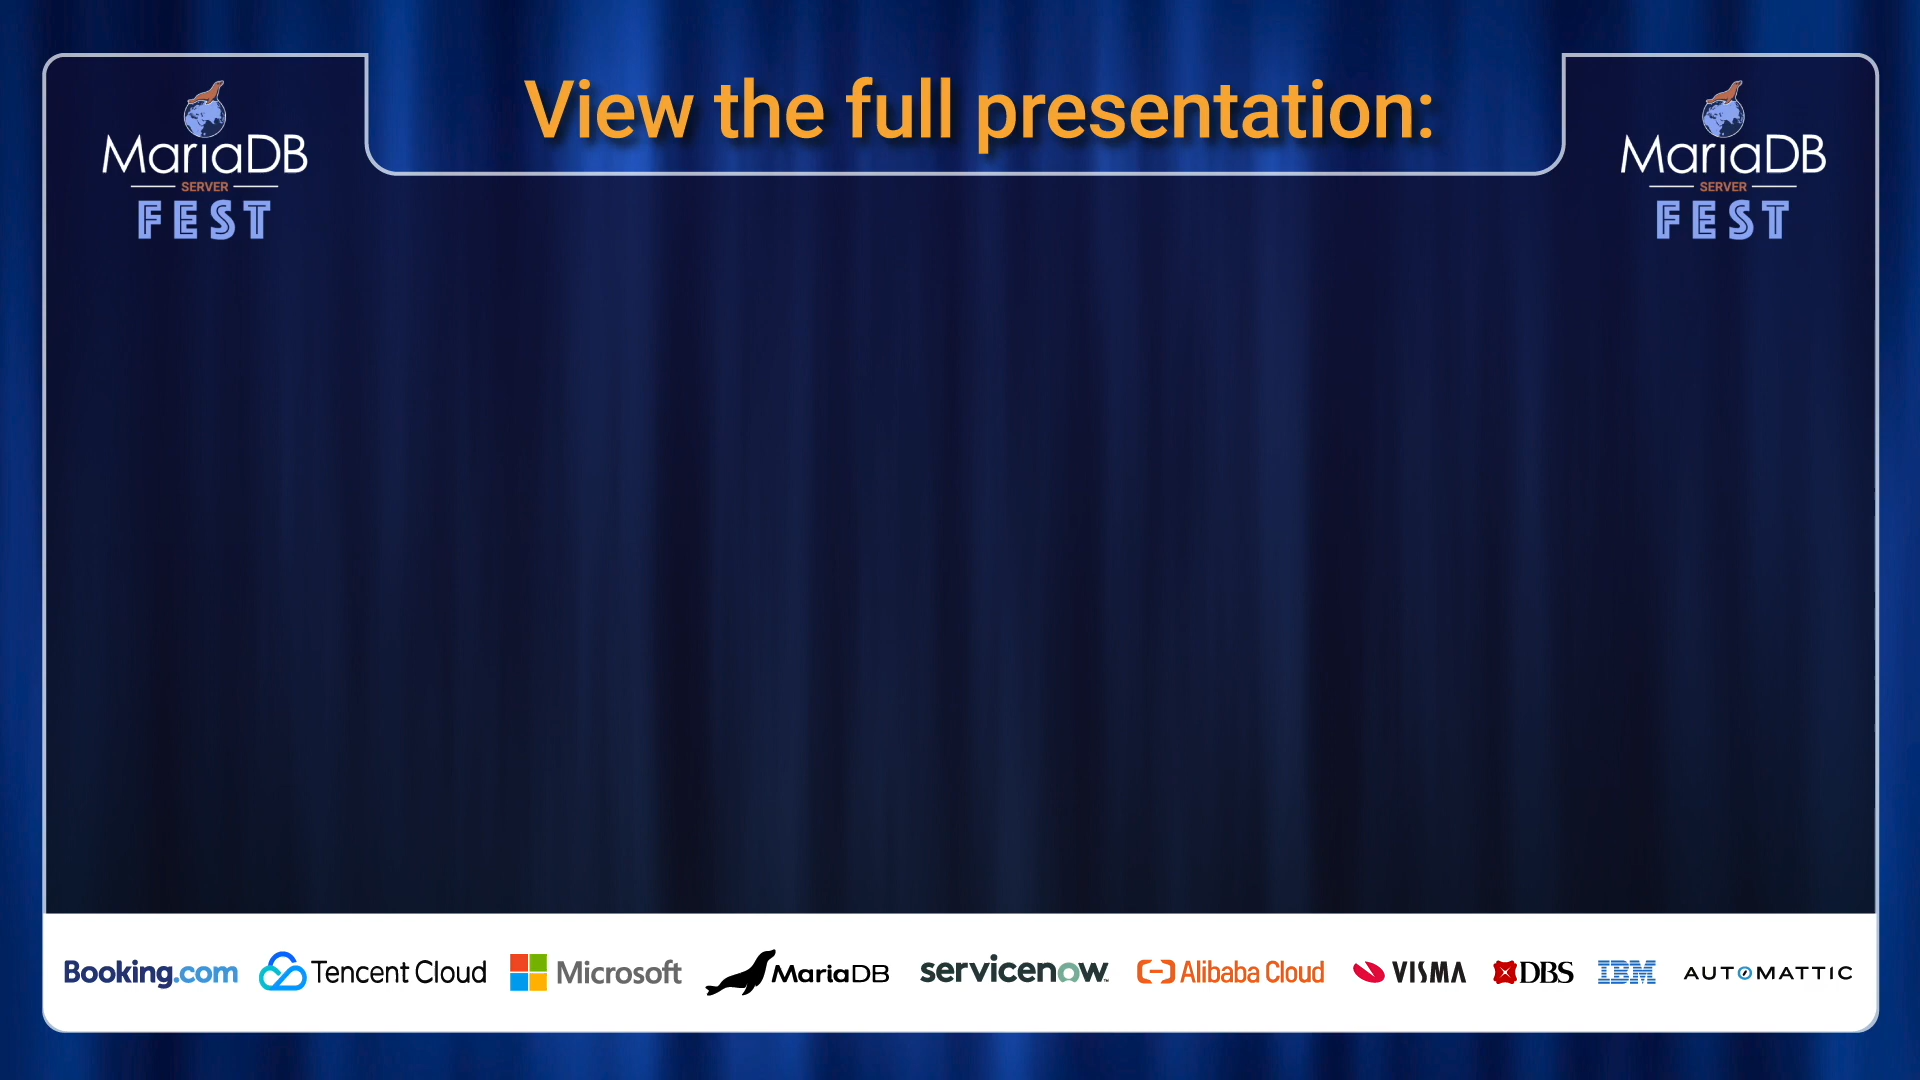 View the full presentation:
MariaDB
SERVER
FEST
MariaDB
SERVER
FEST
Booking.com Tencent Cloud Microsoft MariaDB servicenow Alibaba Cloud VISMA DBS IBM AUTOMATTIC